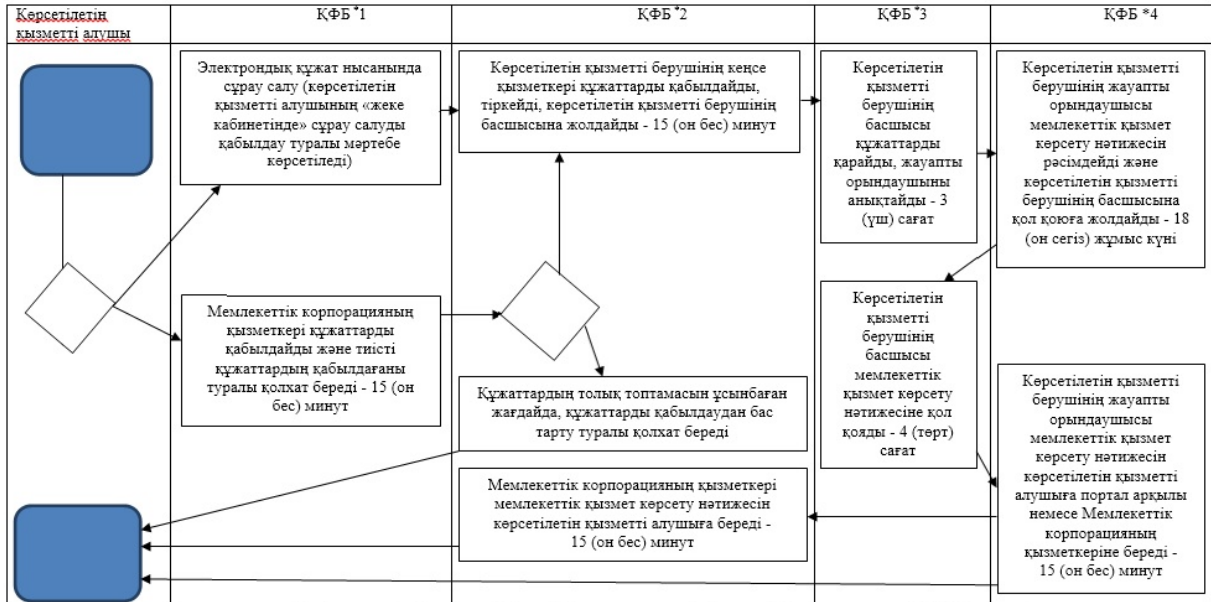 Көрсетілетін
қызметті алушы
ҚФБ *1
ҚФБ *2
ҚФБ *3
ҚФБ *4
Электрондық құжат нысанында
сұрау салу (көрсетілетін
қызметті алушының «жеке
кабинетінде» сұрау салуды
қабылдау туралы мәртебе
көрсетіледі)
Көрсетілетін қызметті берушінің кеңсе
қызметкері құжаттарды қабылдайды,
тіркейді, көрсетілетін қызметті берушінің
басшысына жолдайды - 15 (он бес) минут
Көрсетілетін
қызметті
берушінің
басшысы
құжаттарды
қарайды, жауапты
орындаушыны
анықтайды - 3
(үш) сағат
Көрсетілетін қызметті
берушінің жауапты
орындаушысы
мемлекеттік қызмет
көрсету нәтижесін
рәсімдейді және
көрсетілетін қызметті
берушінің басшысына
қол қоюға жолдайды - 18
(он сегіз) жұмыс күні
Мемлекеттік корпорацияның
қызметкері құжаттарды
қабылдайды және тиісті
құжаттардың қабылдағаны
туралы қолхат береді - 15 (он
бес) минут
Құжаттардың толық топтамасын ұсынбаған
жағдайда, құжаттарды қабылдаудан бас
тарту туралы қолхат береді
Көрсетілетін
қызметті
берушінің
басшысы
мемлекеттік
қызмет көрсету
нәтижесіне қол
қояды - 4 (төрт)
сағат
Мемлекеттік корпорацияның қызметкері
мемлекеттік қызмет көрсету нәтижесін
көрсетілетін қызметті алушыға береді -
15 (он бес) минут
Көрсетілетін қызметті
берушінің жауапты
орындаушысы
мемлекеттік қызмет
көрсету нәтижесін
көрсетілетін қызметті
алушыға портал арқылы
немесе Мемлекеттік
корпорацияның
қызметкеріне береді -
15 (он бес) минут